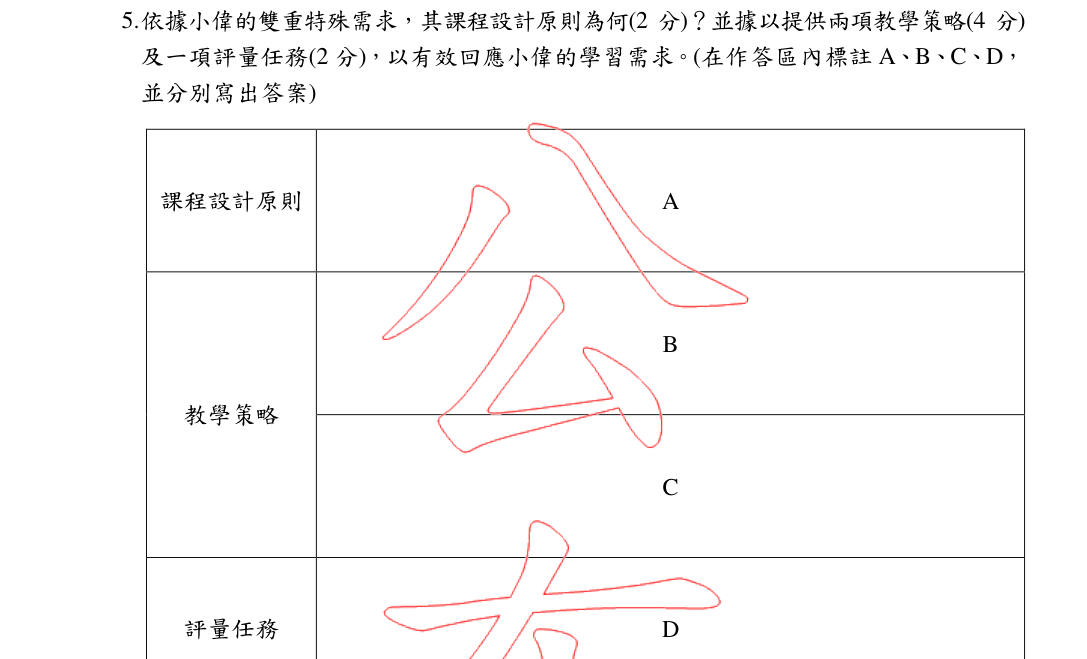 5.依據小偉的雙重特殊需求，其課程設計原則為何(2 分)？並據以提供兩項教學策略(4 分)
及一項評量任務(2 分)，以有效回應小偉的學習需求。(在作答區內標註 A、B、C、D，
並分別寫出答案)
課程設計原則
A
教學策略
B
C
評量任務
D
公